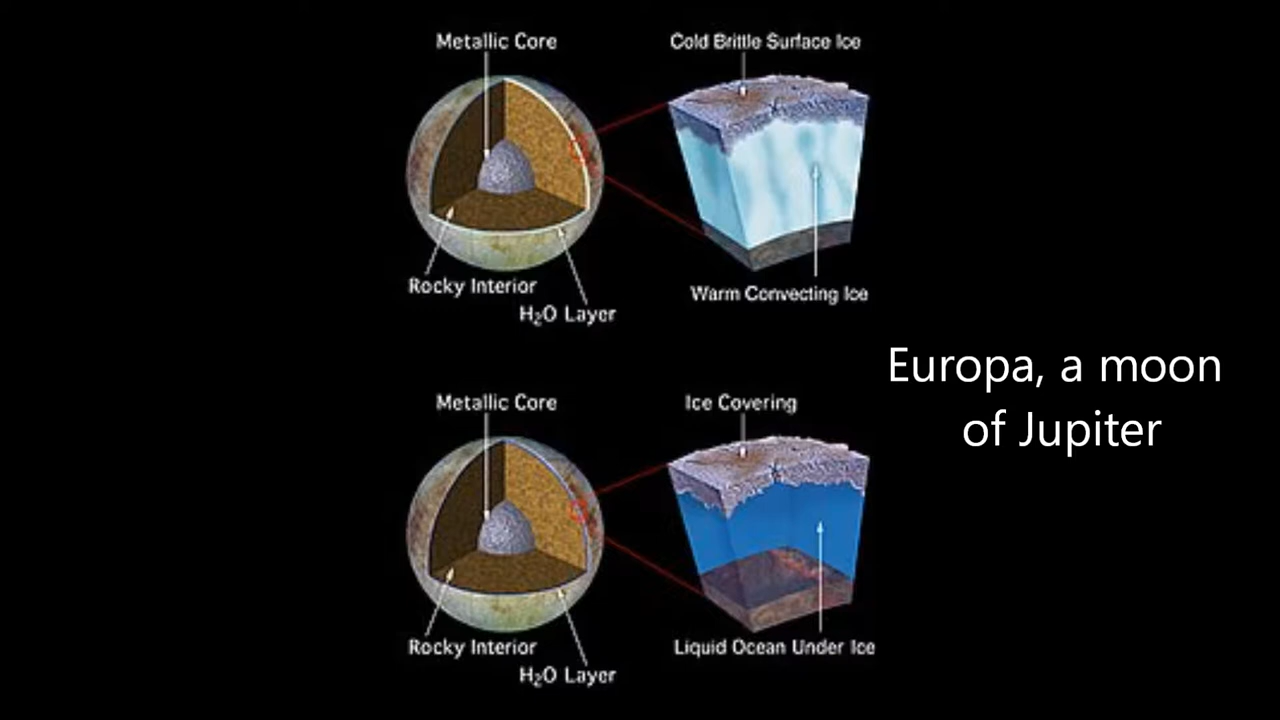 Metallic Core
Cold Brittle Surface Ice
Rocky Interior
H₂O Layer
Warm Convecting Ice
Europa, a moon
of Jupiter
Metallic Core
Ice Covering
Rocky Interior
H₂O Layer
Liquid Ocean Under Ice